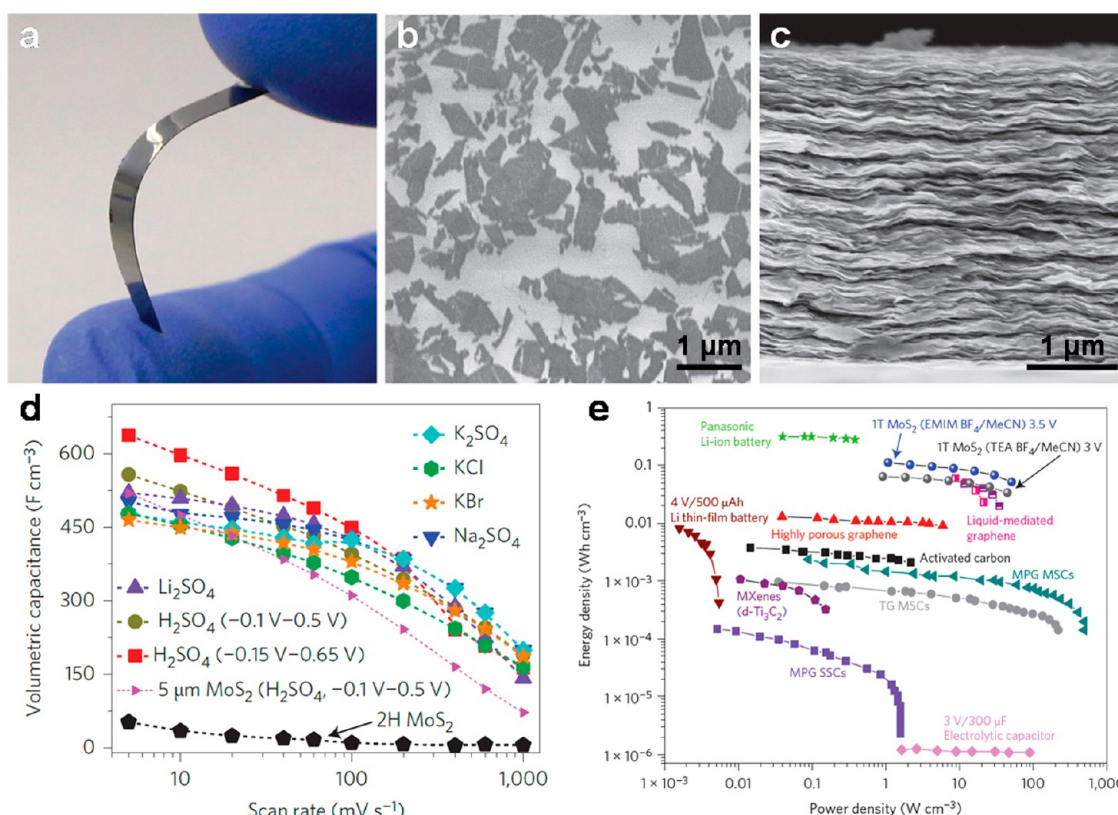 a
b
c
1 μm
1 μm
d
Volumetric capacitance (F cm⁻³)
600
450
300
150
0
10
100
1,000
Scan rate (mV s⁻¹)
K₂SO₄
KCl
KBr
Na₂SO₄
Li₂SO₄
H₂SO₄ (−0.1 V–0.5 V)
H₂SO₄ (−0.15 V–0.65 V)
5 μm MoS₂ (H₂SO₄, −0.1 V–0.5 V)
2H MoS₂
e
Energy density (Wh cm⁻³)
1
0.1
0.01
1 × 10⁻³
1 × 10⁻⁴
1 × 10⁻⁵
1 × 10⁻⁶
1 × 10⁻³
0.01
0.1
1
10
100
1,000
Power density (W cm⁻³)
Panasonic
Li-ion battery
1T MoS₂ (EMIM BF₄/MeCN) 3.5 V
1T MoS₂ (TEA BF₄/MeCN) 3 V
4 V/500 μAh
Li thin-film battery
Highly porous graphene
Liquid-mediated
graphene
Activated carbon
MPG MSCs
MXenes
(d-Ti₃C₂)
TG MSCs
MPG SSCs
3 V/300 μF
Electrolytic capacitor